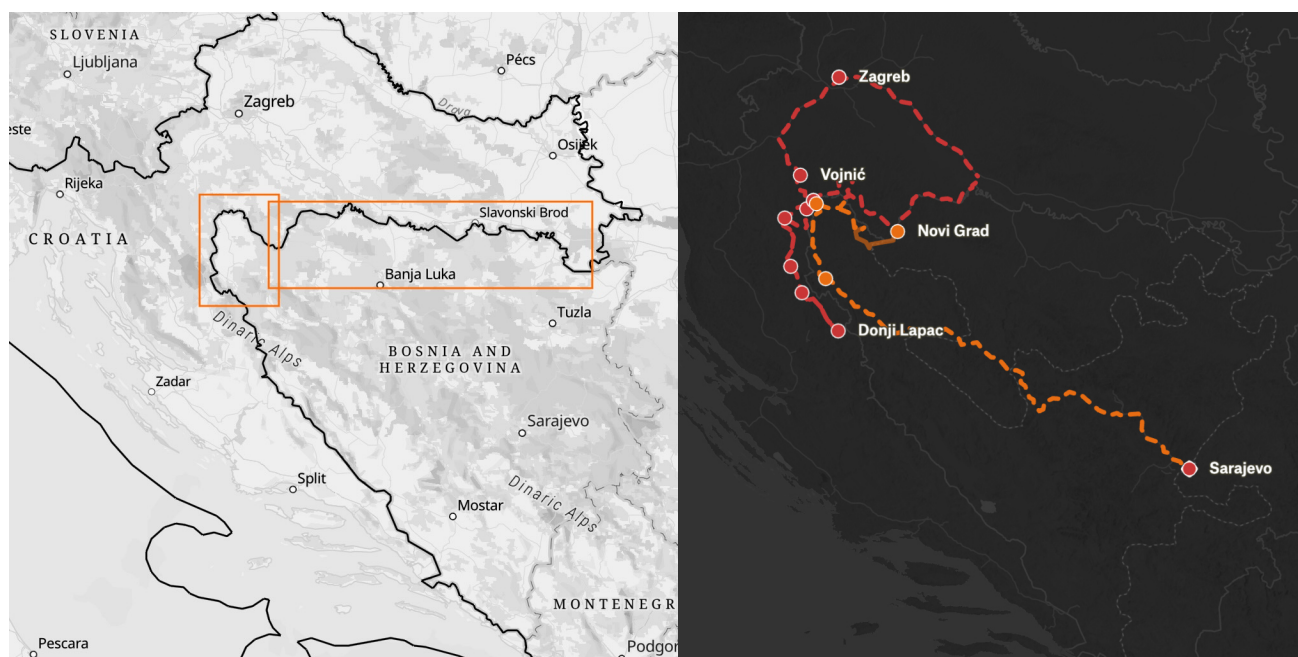 SLOVENIA
Ljubljana
Pécs
Zagreb
Drava
este
Osijek
Rijeka
Slavonski Brod
CROATIA
Banja Luka
Tuzla
Dinaric Alps
BOSNIA AND
HERZEGOVINA
Zadar
Sarajevo
Split
Dinaric Alps
Mostar
MONTENEGR
Pescara
Podgor
Zagreb
Vojnić
Novi Grad
Donji Lapac
Sarajevo